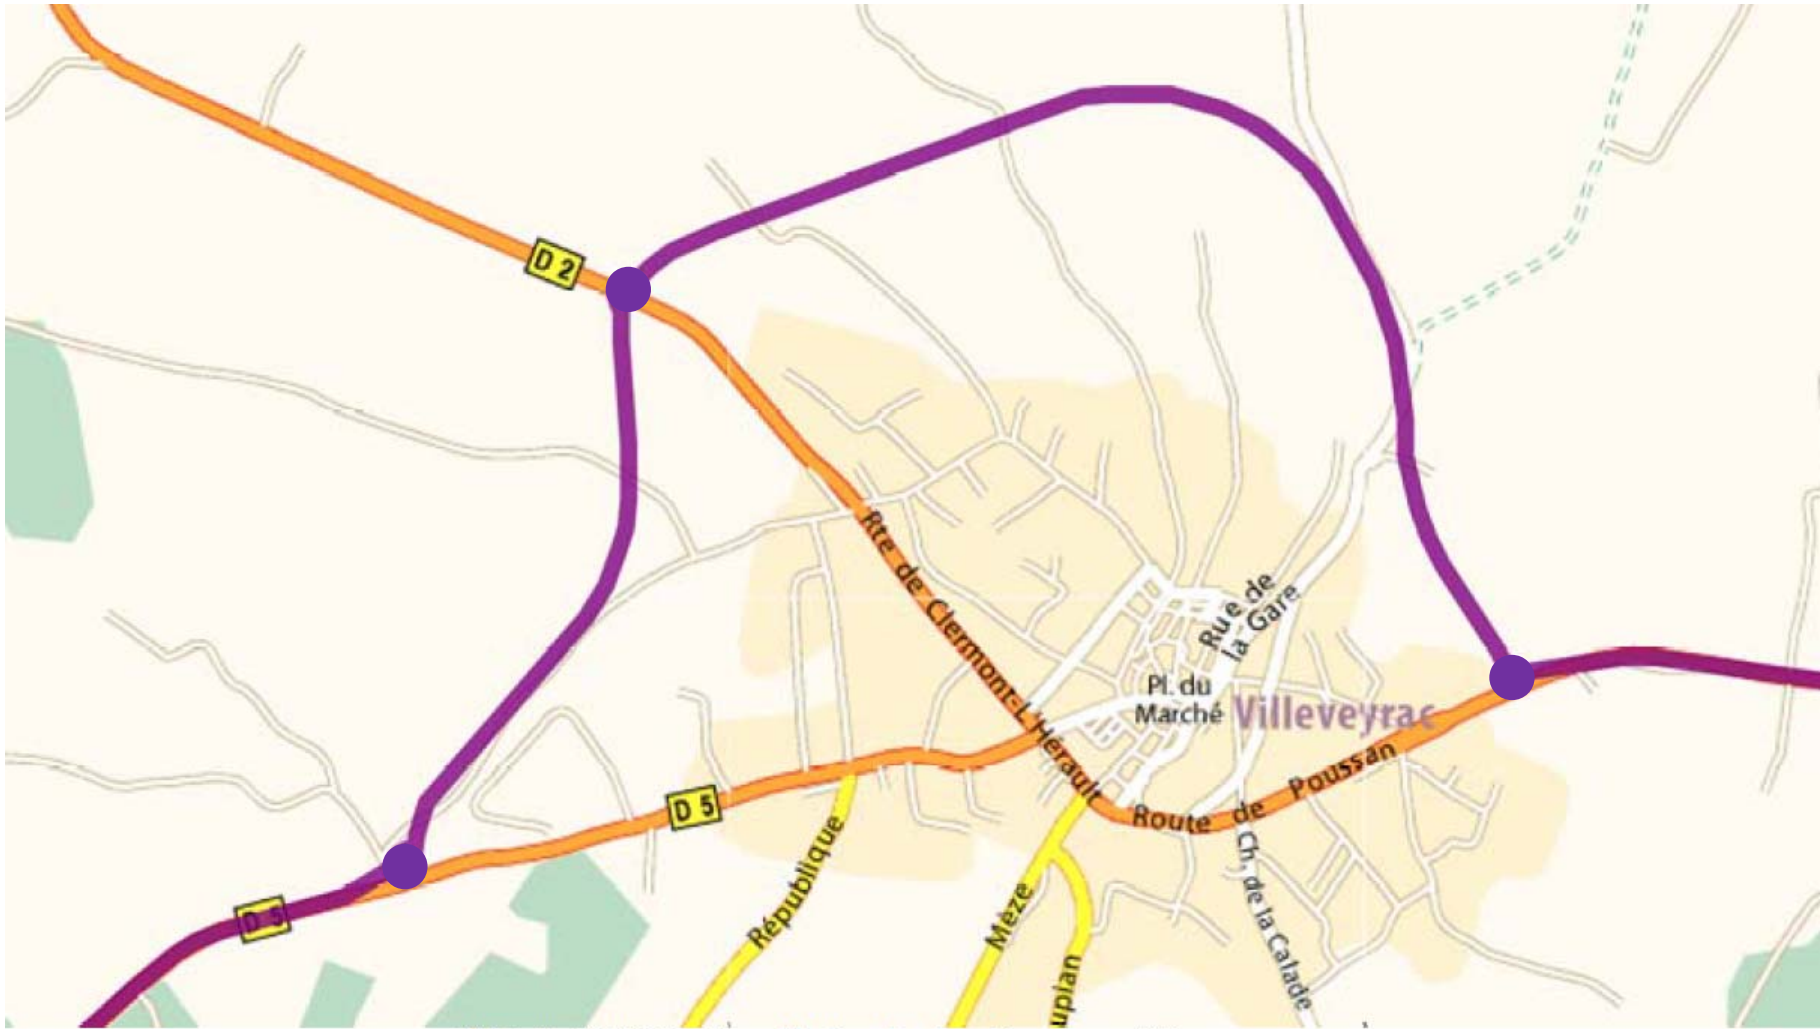 D 2
Rte de Clermont-L'Hérault
Rue de
la Gare
Pl. du
Marché
Villeveyrac
D 5
Route de Poussan
République
Mèze
Ch. de la Calade
D 5